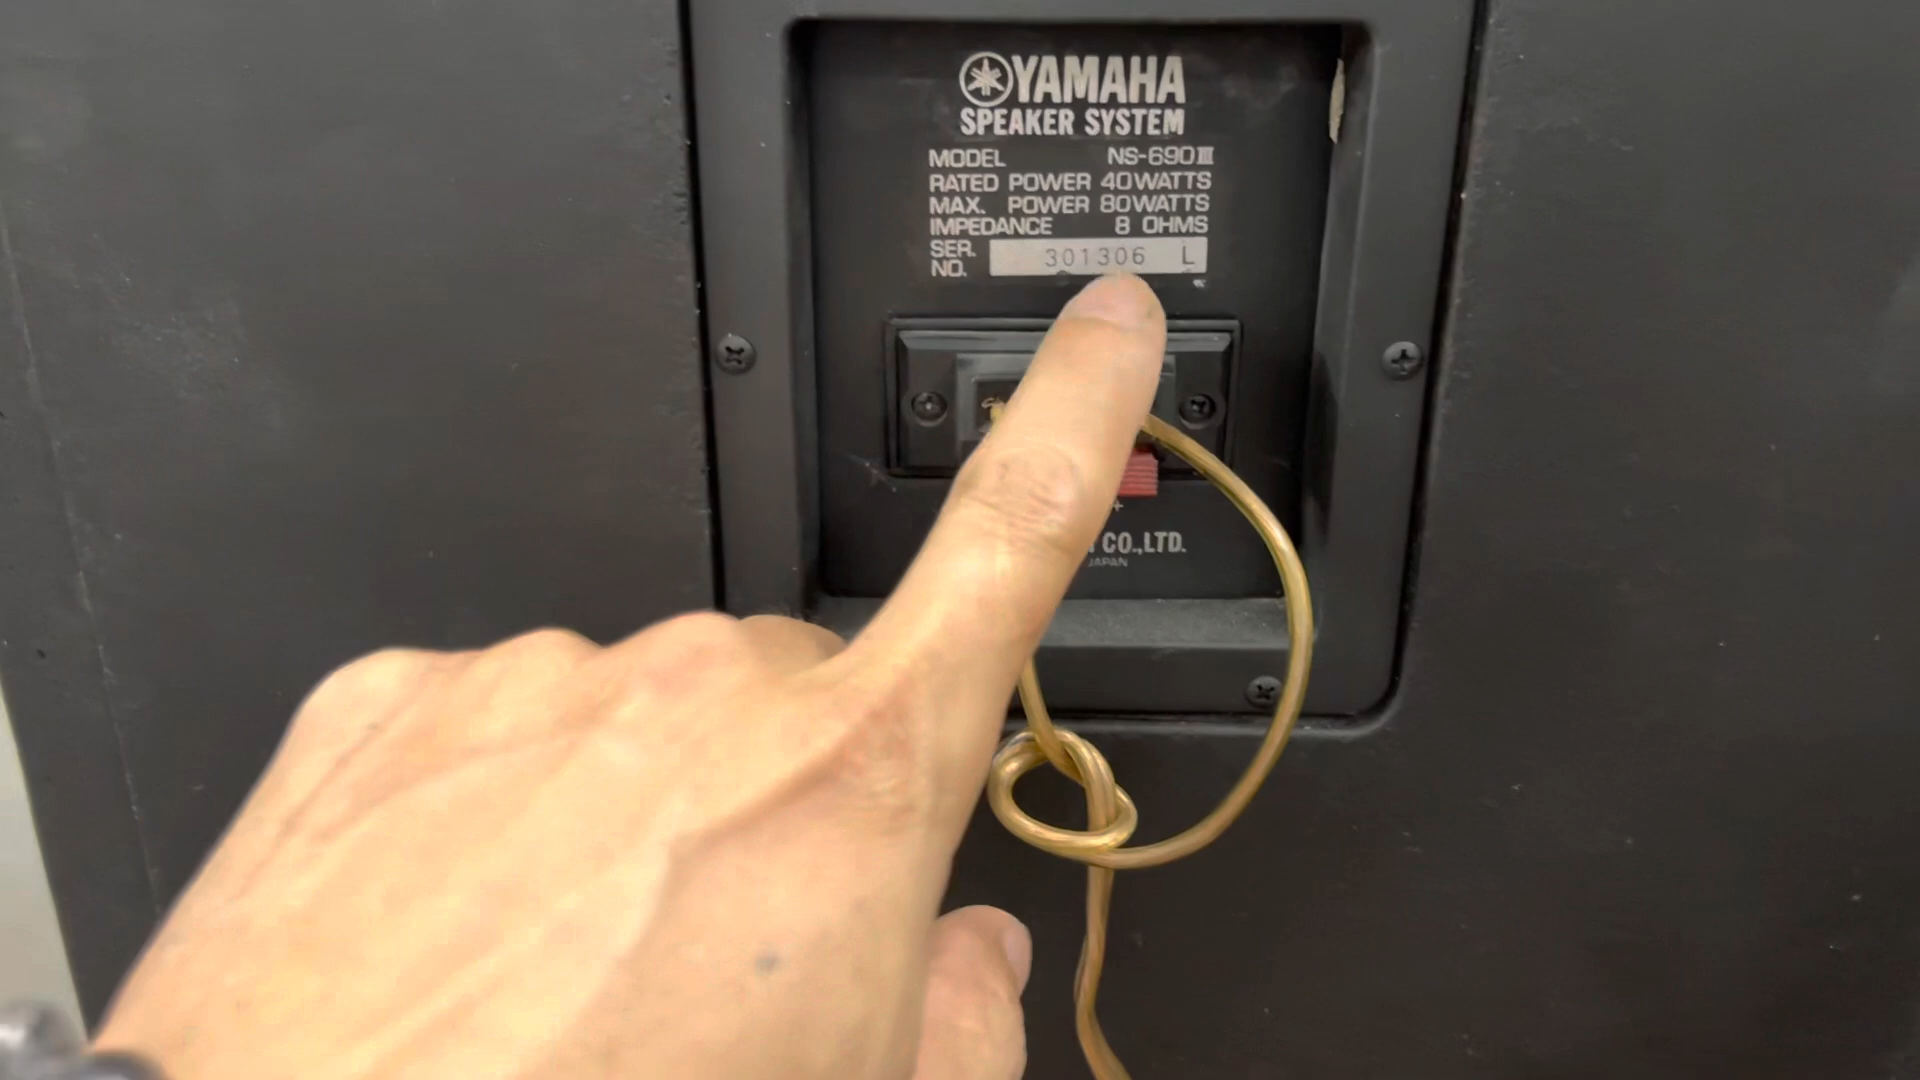 YAMAHA
SPEAKER SYSTEM
MODEL NS-690III
RATED POWER 40WATTS
MAX. POWER 80WATTS
IMPEDANCE 8 OHMS
SER. NO. 301306 L
+
CO.,LTD.
JAPAN